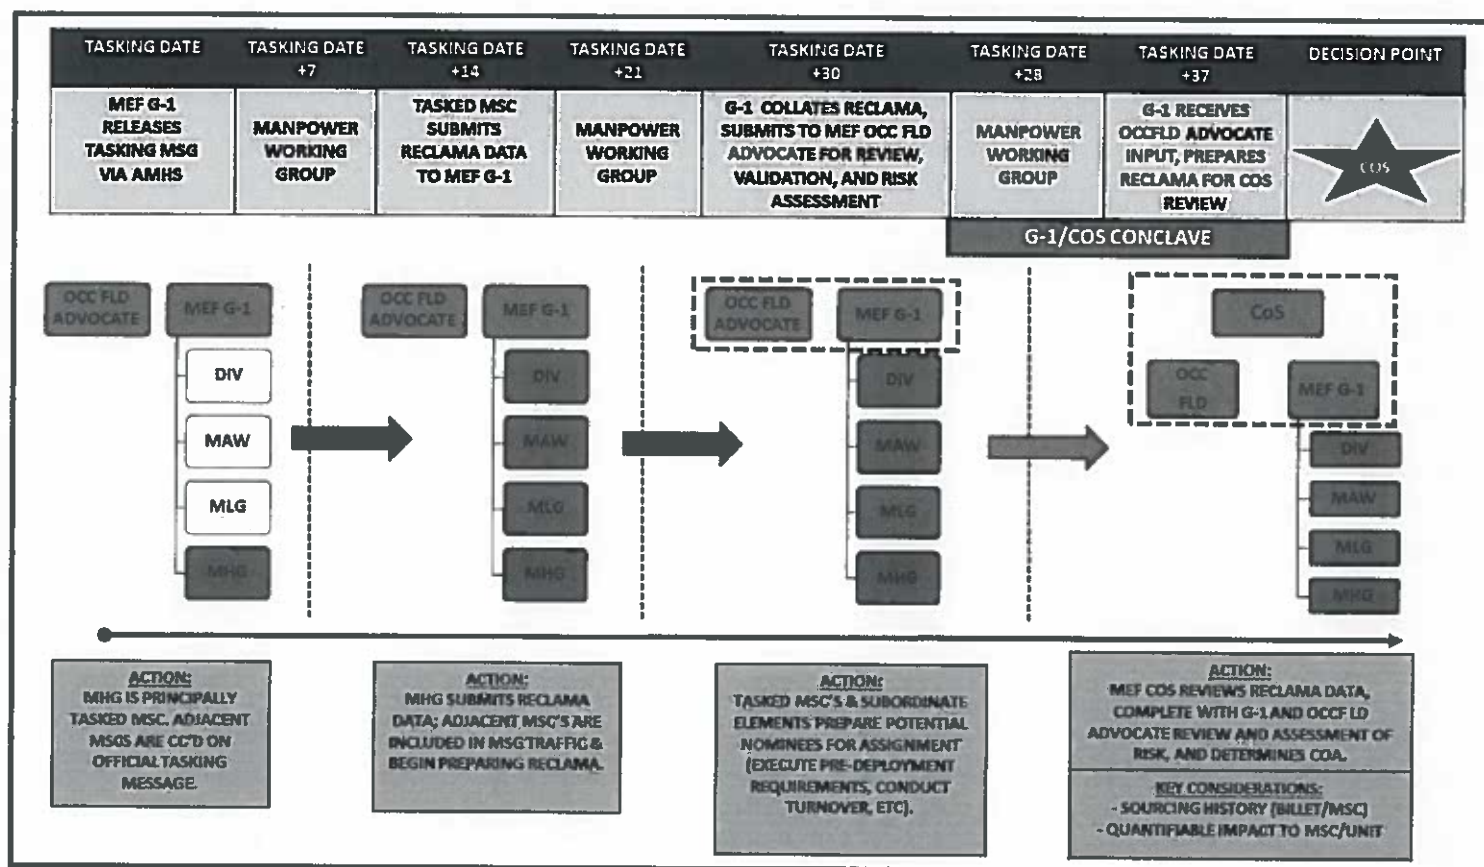 TASKING DATE
TASKING DATE
+7
TASKING DATE
+14
TASKING DATE
+21
TASKING DATE
+30
TASKING DATE
+28
TASKING DATE
+37
DECISION POINT
MEF G-1
RELEASES
TASKING MSG
VIA AMHS
MANPOWER
WORKING
GROUP
TASKED MSC
SUBMITS
RECLAMA DATA
TO MEF G-1
MANPOWER
WORKING
GROUP
G-1 COLLATES RECLAMA,
SUBMITS TO MEF OCC FLD
ADVOCATE FOR REVIEW,
VALIDATION, AND RISK
ASSESSMENT
MANPOWER
WORKING
GROUP
G-1 RECEIVES
OCCFLD ADVOCATE
INPUT, PREPARES
RECLAMA FOR COS
REVIEW
COS
G-1/COS CONCLAVE
OCC FLD
ADVOCATE
MEF G-1
DIV
MAW
MLG
MHG
OCC FLD
ADVOCATE
MEF G-1
DIV
MAW
MLG
MHG
OCC FLD
ADVOCATE
MEF G-1
DIV
MAW
MLG
MHG
CoS
OCC
FLD
MEF G-1
DIV
MAW
MLG
MHG
ACTION:
MHG IS PRINCIPALLY
TASKED MSC. ADJACENT
MSCS ARE CC'D ON
OFFICIAL TASKING
MESSAGE.
ACTION:
MHG SUBMITS RECLAMA
DATA; ADJACENT MSC'S ARE
INCLUDED IN MSG TRAFFIC &
BEGIN PREPARING RECLAMA.
ACTION:
TASKED MSC'S & SUBORDINATE
ELEMENTS PREPARE POTENTIAL
NOMINEES FOR ASSIGNMENT
(EXECUTE PRE-DEPLOYMENT
REQUIREMENTS, CONDUCT
TURNOVER, ETC).
ACTION:
MEF COS REVIEWS RECLAMA DATA,
COMPLETE WITH G-1 AND OCCF LD
ADVOCATE REVIEW AND ASSESSMENT OF
RISK, AND DETERMINES COA.
KEY CONSIDERATIONS:
- SOURCING HISTORY (BILLET/MSC)
- QUANTIFIABLE IMPACT TO MSC/UNIT